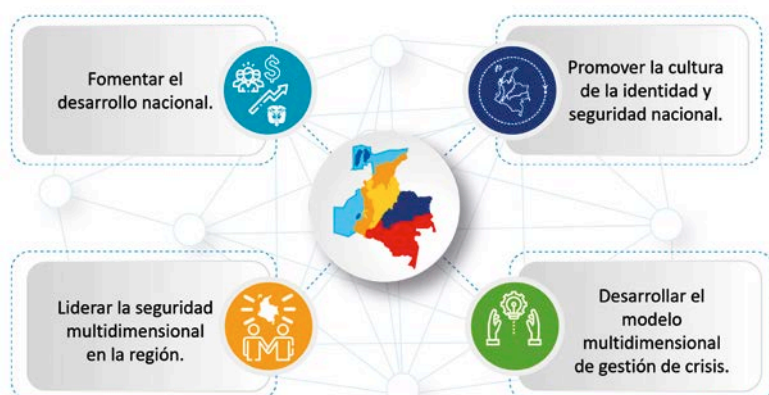 Fomentar el
desarrollo nacional.
$
Promover la cultura
de la identidad y
seguridad nacional.
Liderar la seguridad
multidimensional
en la región.
Desarrollar el
modelo
multidimensional
de gestión de crisis.